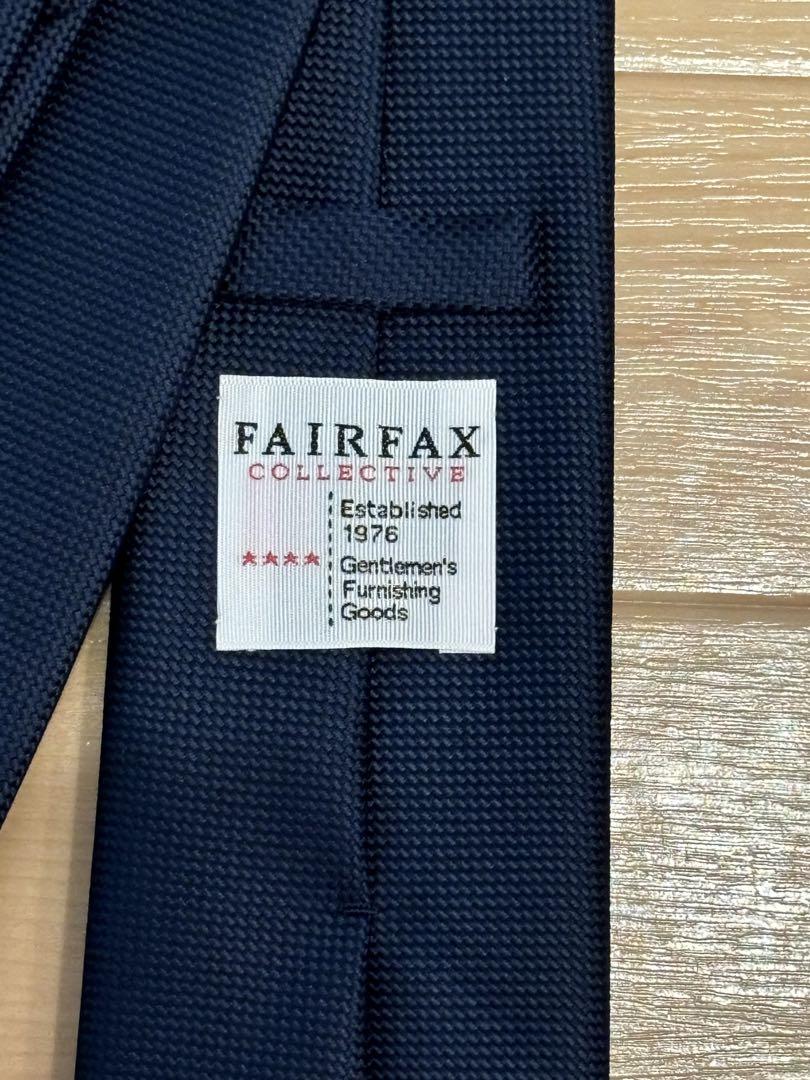 FAIRFAX
COLLECTIVE
Established
1976
★★★★ Gentlemen's
Furnishing
Goods